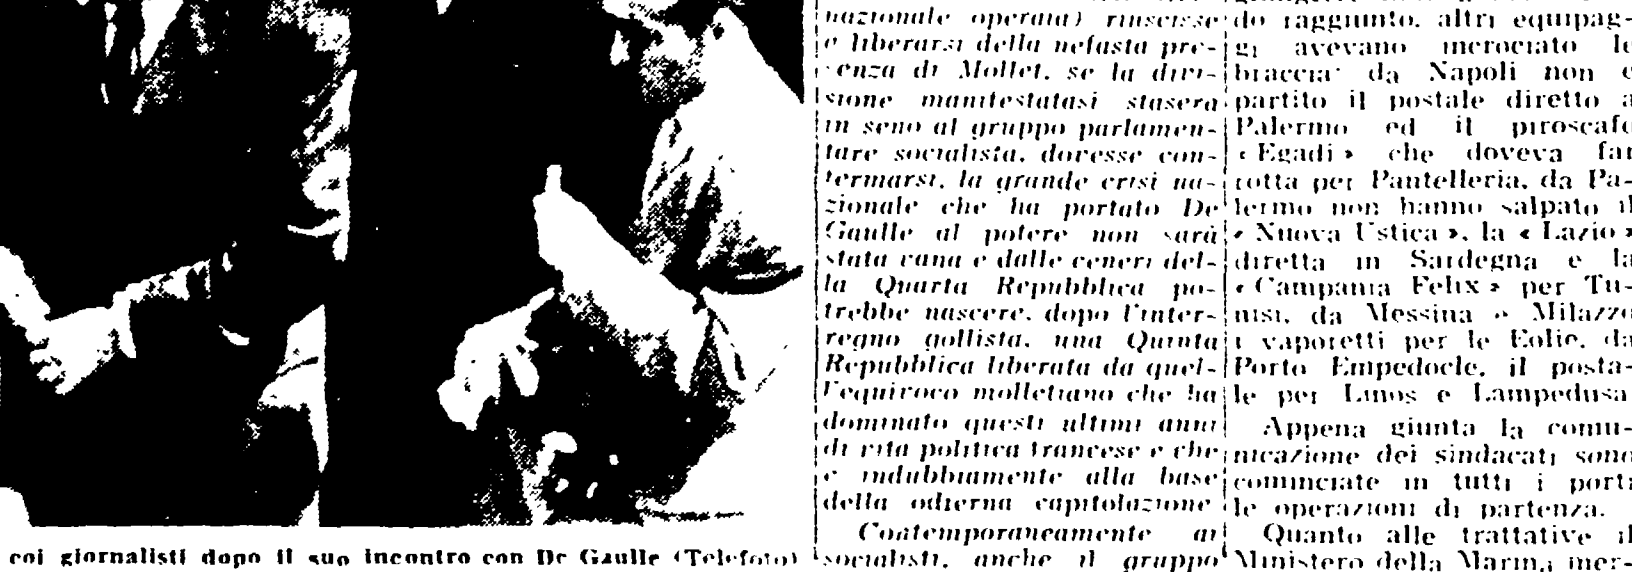 coi giornalisti dopo il suo incontro con De Gaulle (Telefoto)
nazionale operaia) riuscisse
a liberarsi della nefasta pre-
senza di Mollet, se la divi-
sione manifestatasi stasera
in seno al gruppo parlamen-
tare socialista, dovesse con-
fermarsi, la grande crisi na-
zionale che ha portato De
Gaulle al potere non sarà
stata vana e dalle ceneri del-
la Quarta Repubblica po-
trebbe nascere, dopo l'inter-
regno gollista, una Quinta
Repubblica liberata da quel-
l'equivoco molletiano che ha
dominato questi ultimi anni
di vita politica francese e che
è indubbiamente alla base
della odierna capitolazione
Contemporaneamente ai
socialisti, anche il gruppo
do raggiunto, altri equipag-
gi avevano incrociato le
braccia: da Napoli non è
partito il postale diretto a
Palermo ed il piroscafo
« Egadi » che doveva far
rotta per Pantelleria, da Pa-
lermo non hanno salpato il
« Nuova Ustica », la « Lazio »
diretta in Sardegna e la
« Campania Felix » per Tu-
nisi, da Messina e Milazzo
i vaporetti per le Eolie, da
Porto Empedocle, il posta-
le per Linos e Lampedusa
Appena giunta la comu-
nicazione dei sindacati sono
cominciate in tutti i porti
le operazioni di partenza.
Quanto alle trattative il
Ministero della Marina mer-